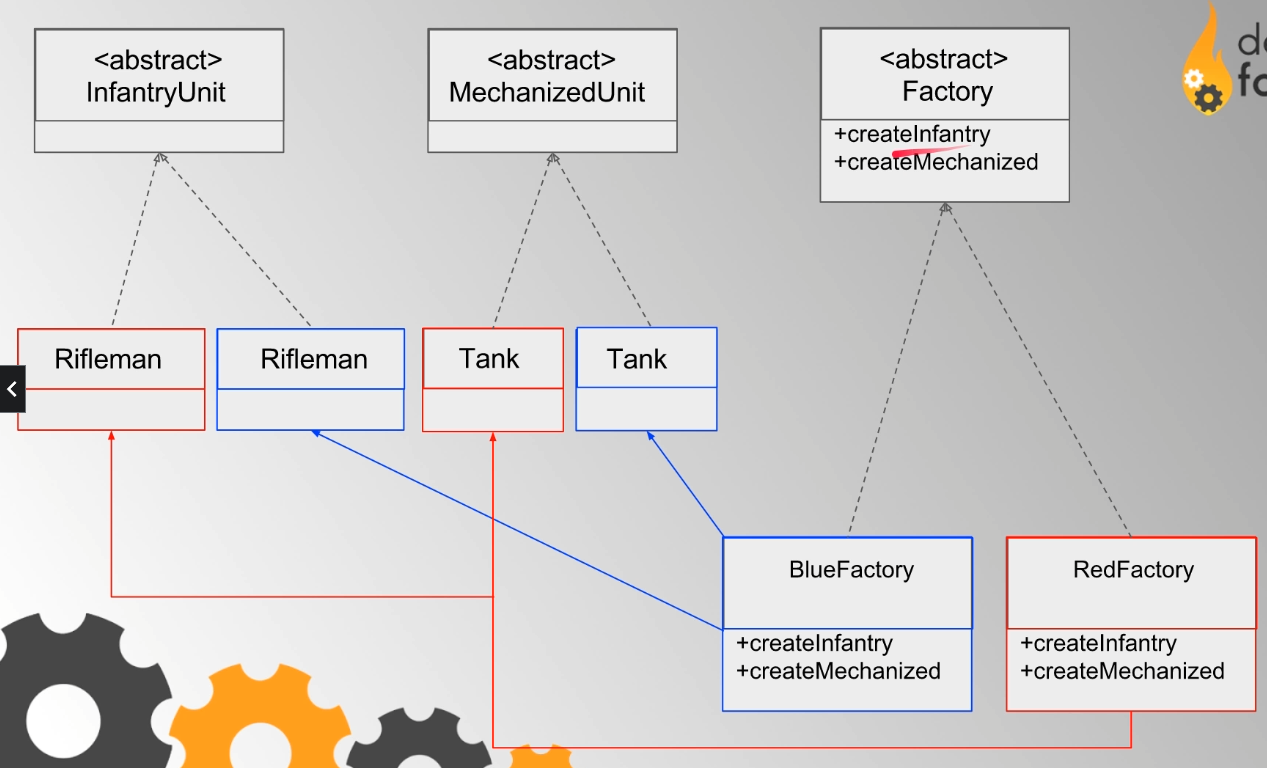 <abstract>
InfantryUnit
<abstract>
MechanizedUnit
<abstract>
Factory
+createInfantry
+createMechanized
Rifleman
Rifleman
Tank
Tank
BlueFactory
+createInfantry
+createMechanized
RedFactory
+createInfantry
+createMechanized